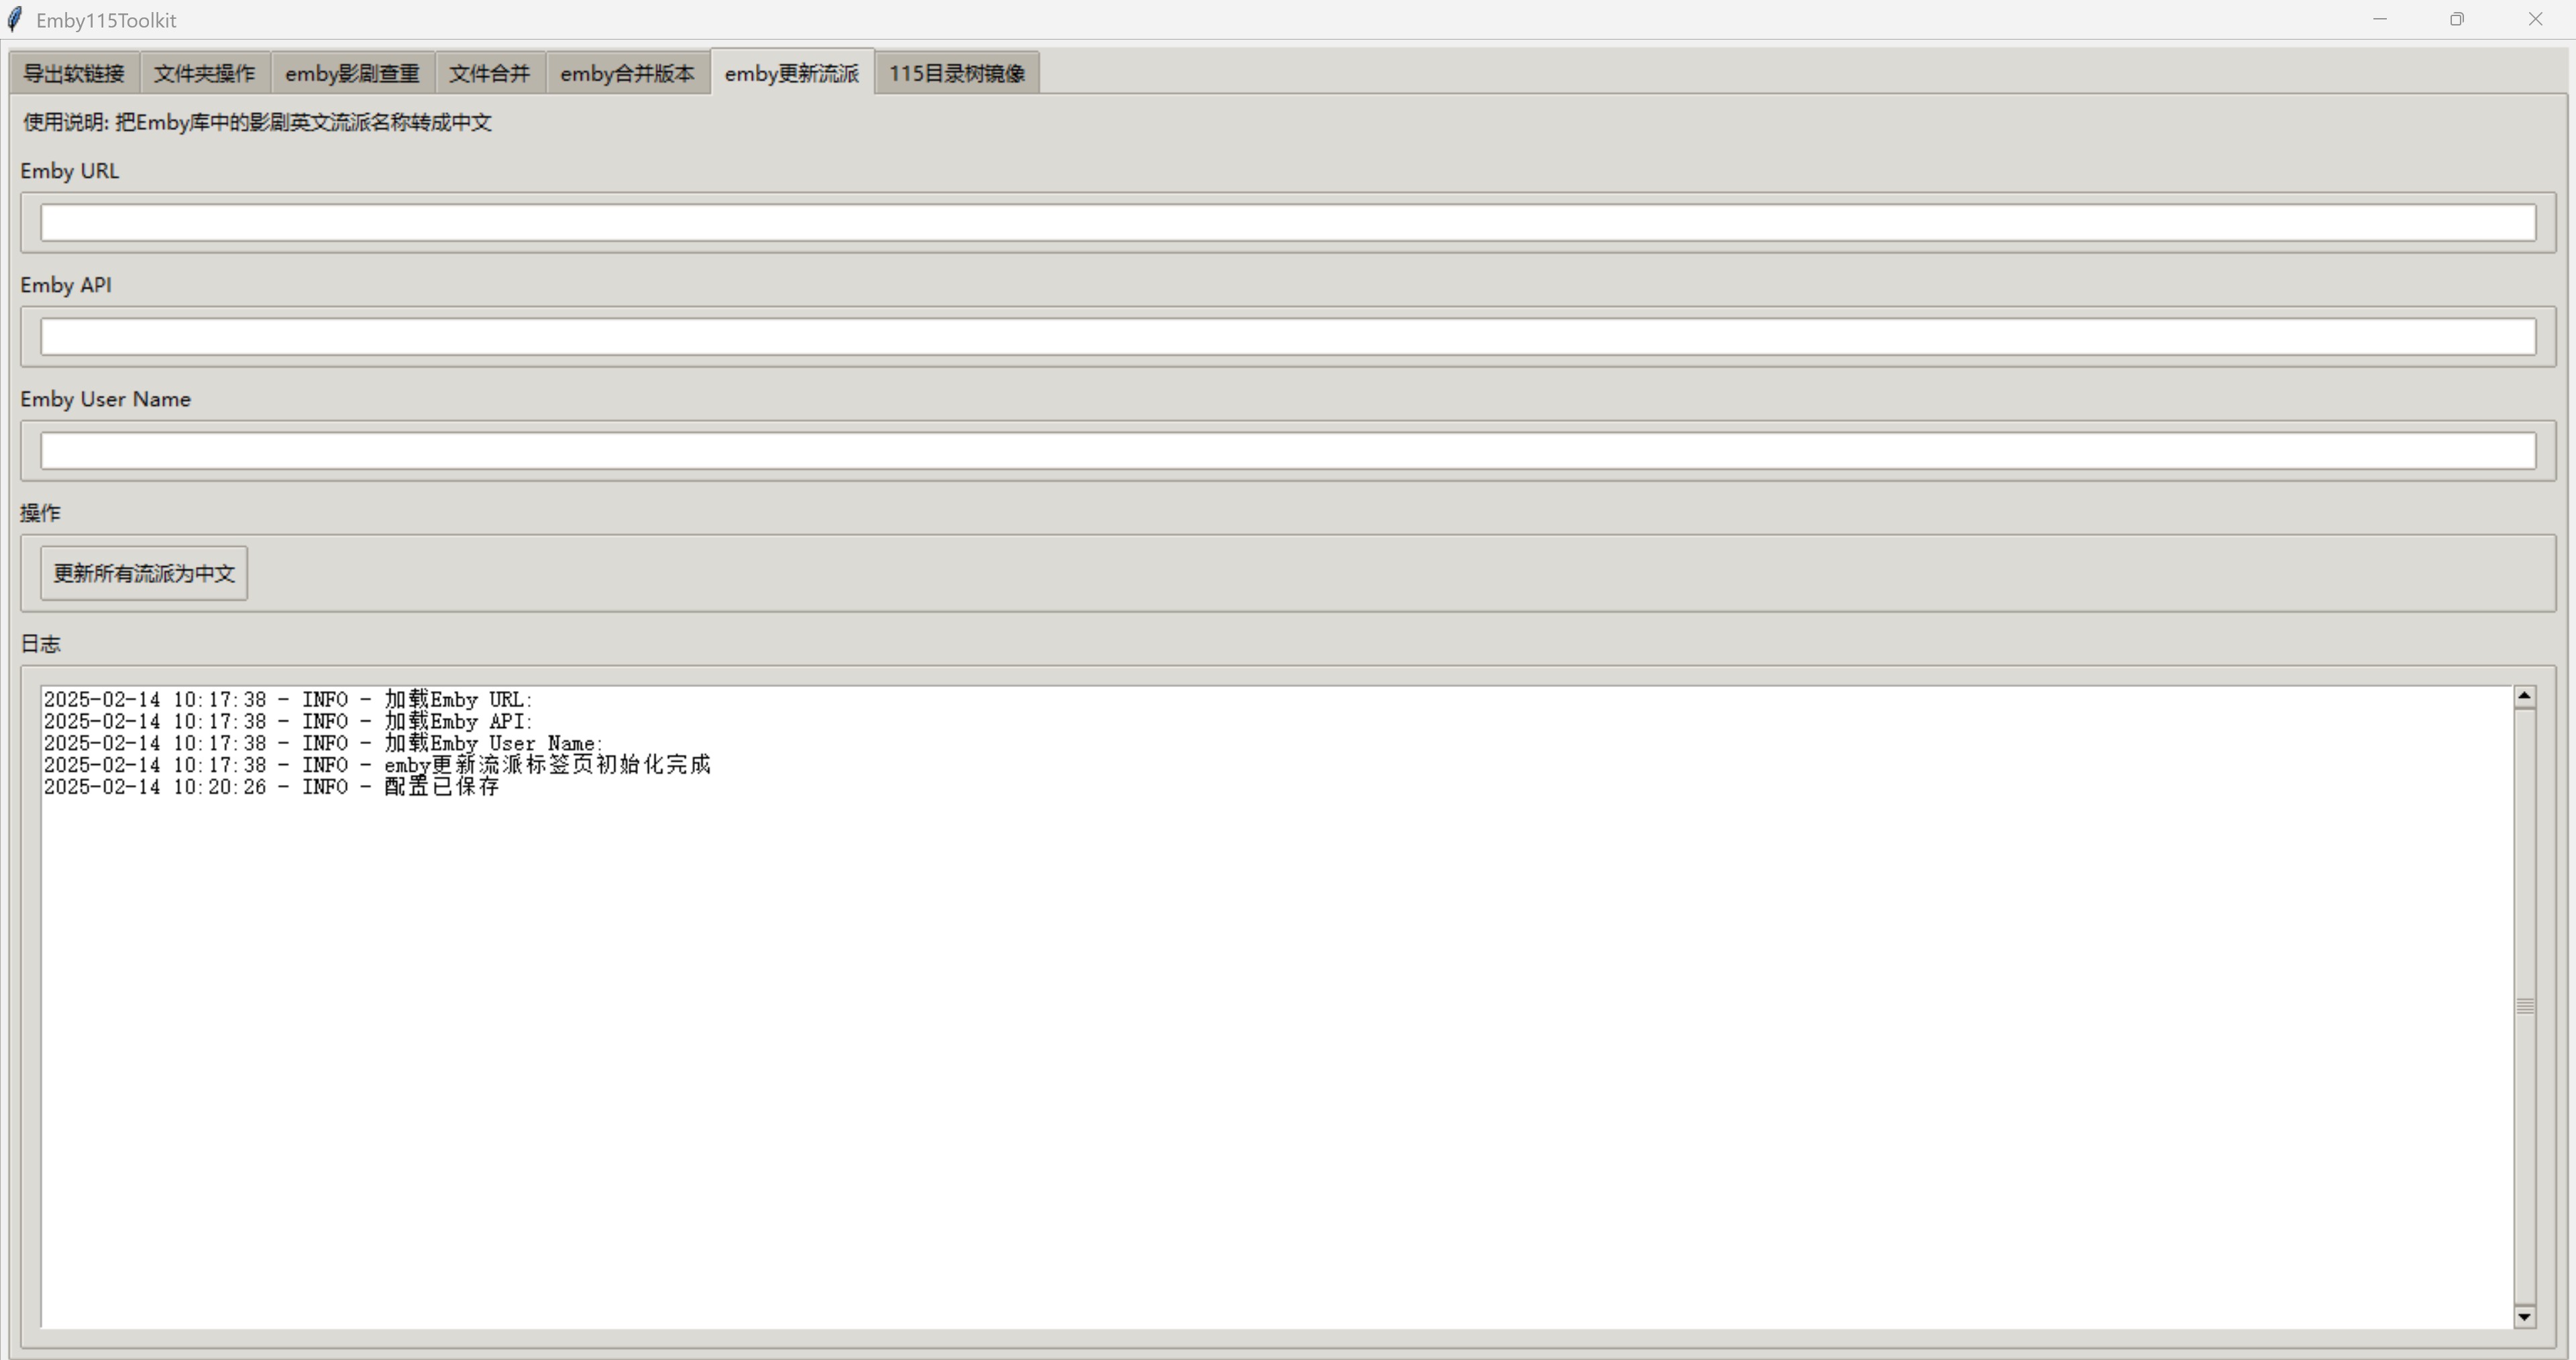 Emby115Toolkit
导出软链接 文件夹操作 emby影剧查重 文件合并 emby合并版本 emby更新流派 115目录树镜像
使用说明: 把Emby库中的影剧英文流派名称转成中文
Emby URL
Emby API
Emby User Name
操作
更新所有流派为中文
日志
2025-02-14 10:17:38 - INFO - 加载Emby URL:
2025-02-14 10:17:38 - INFO - 加载Emby API:
2025-02-14 10:17:38 - INFO - 加载Emby User Name:
2025-02-14 10:17:38 - INFO - emby更新流派标签页初始化完成
2025-02-14 10:20:26 - INFO - 配置已保存